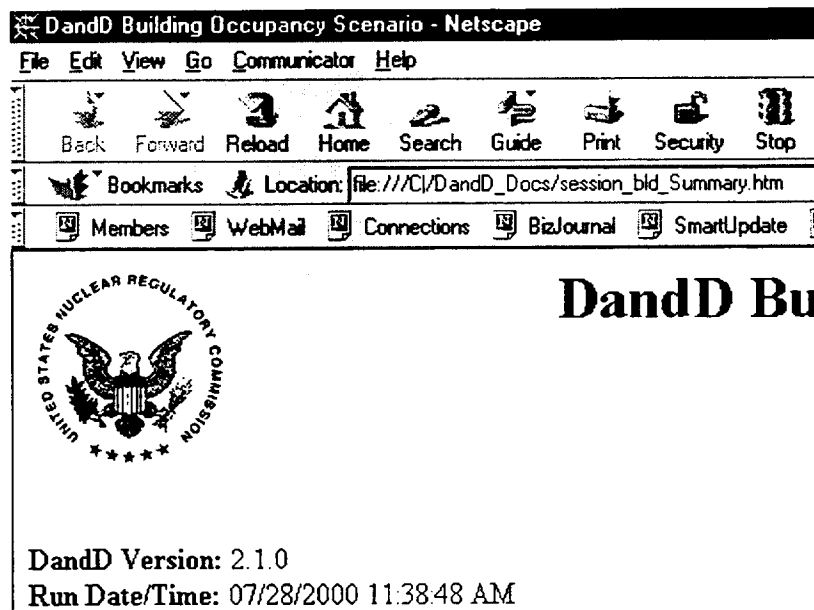 DandD Building Occupancy Scenario - Netscape
File Edit View Go Communicator Help
Back Forward Reload Home Search Guide Print Security Stop
Bookmarks Location: file:///C|/DandD_Docs/session_bld_Summary.htm
Members WebMail Connections BizJournal SmartUpdate
UNITED STATES NUCLEAR REGULATORY COMMISSION
DandD Bu
DandD Version: 2.1.0
Run Date/Time: 07/28/2000 11:38:48 AM